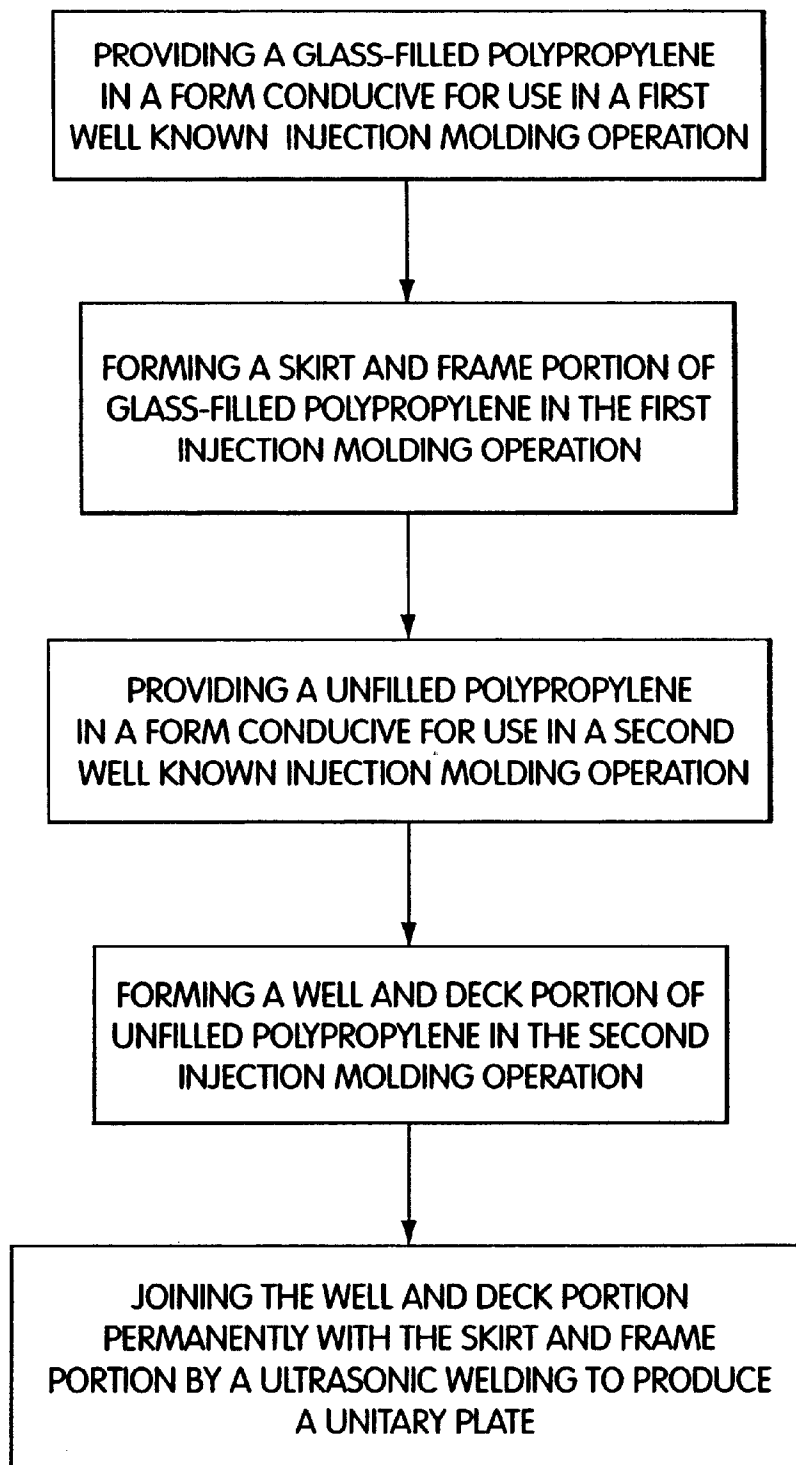 PROVIDING A GLASS-FILLED POLYPROPYLENE
IN A FORM CONDUCIVE FOR USE IN A FIRST
WELL KNOWN INJECTION MOLDING OPERATION
FORMING A SKIRT AND FRAME PORTION OF
GLASS-FILLED POLYPROPYLENE IN THE FIRST
INJECTION MOLDING OPERATION
PROVIDING A UNFILLED POLYPROPYLENE
IN A FORM CONDUCIVE FOR USE IN A SECOND
WELL KNOWN INJECTION MOLDING OPERATION
FORMING A WELL AND DECK PORTION OF
UNFILLED POLYPROPYLENE IN THE SECOND
INJECTION MOLDING OPERATION
JOINING THE WELL AND DECK PORTION
PERMANENTLY WITH THE SKIRT AND FRAME
PORTION BY A ULTRASONIC WELDING TO PRODUCE
A UNITARY PLATE